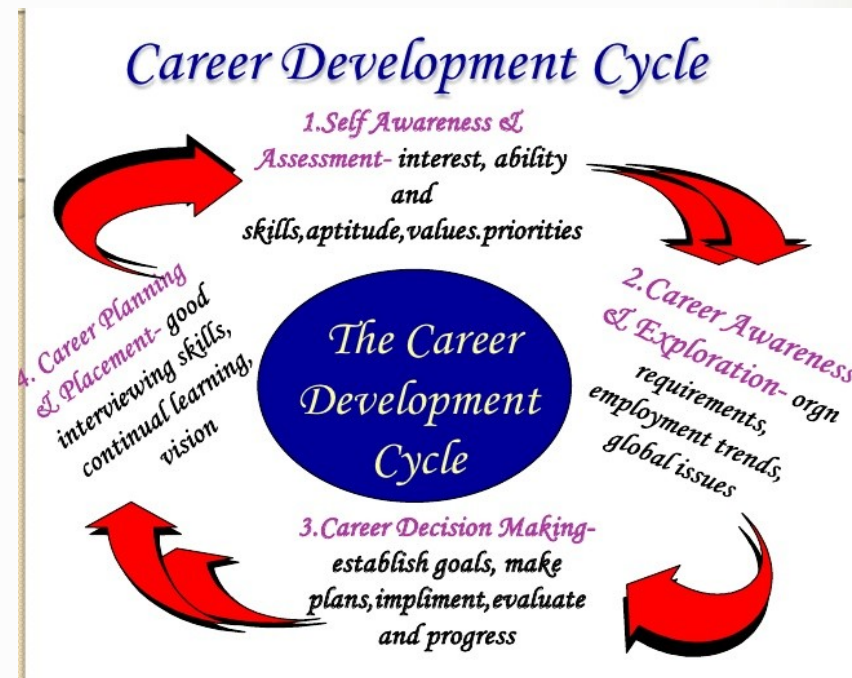 Career Development Cycle
1.Self Awareness &
Assessment- interest, ability
and
skills,aptitude,values.priorities
2.Career Awareness
& Exploration- orgn
requirements,
employment trends,
global issues
3.Career Decision Making-
establish goals, make
plans,impliment,evaluate
and progress
4. Career Planning
& Placement- good
interviewing skills,
continual learning,
vision
The Career
Development
Cycle